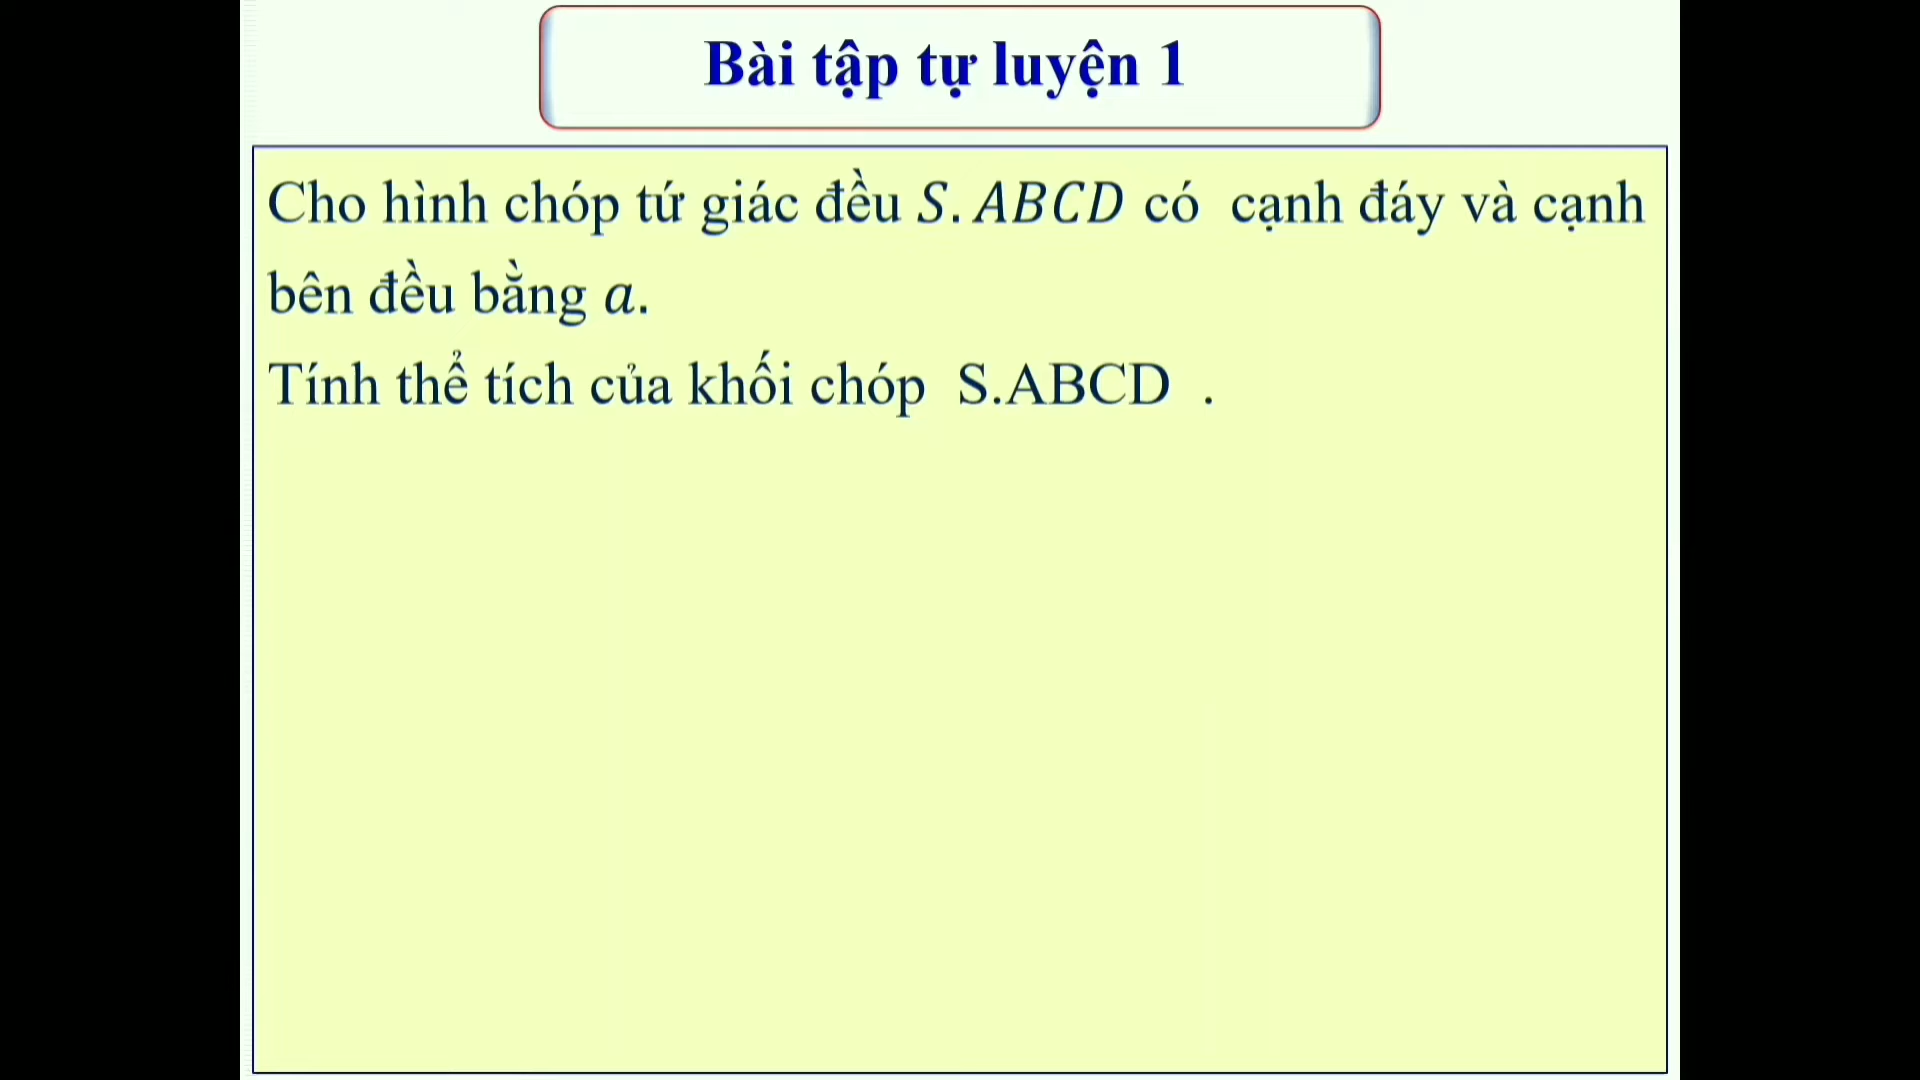 Bài tập tự luyện 1
Cho hình chóp tứ giác đều S.ABCD có cạnh đáy và cạnh
bên đều bằng a.
Tính thể tích của khối chóp S.ABCD .